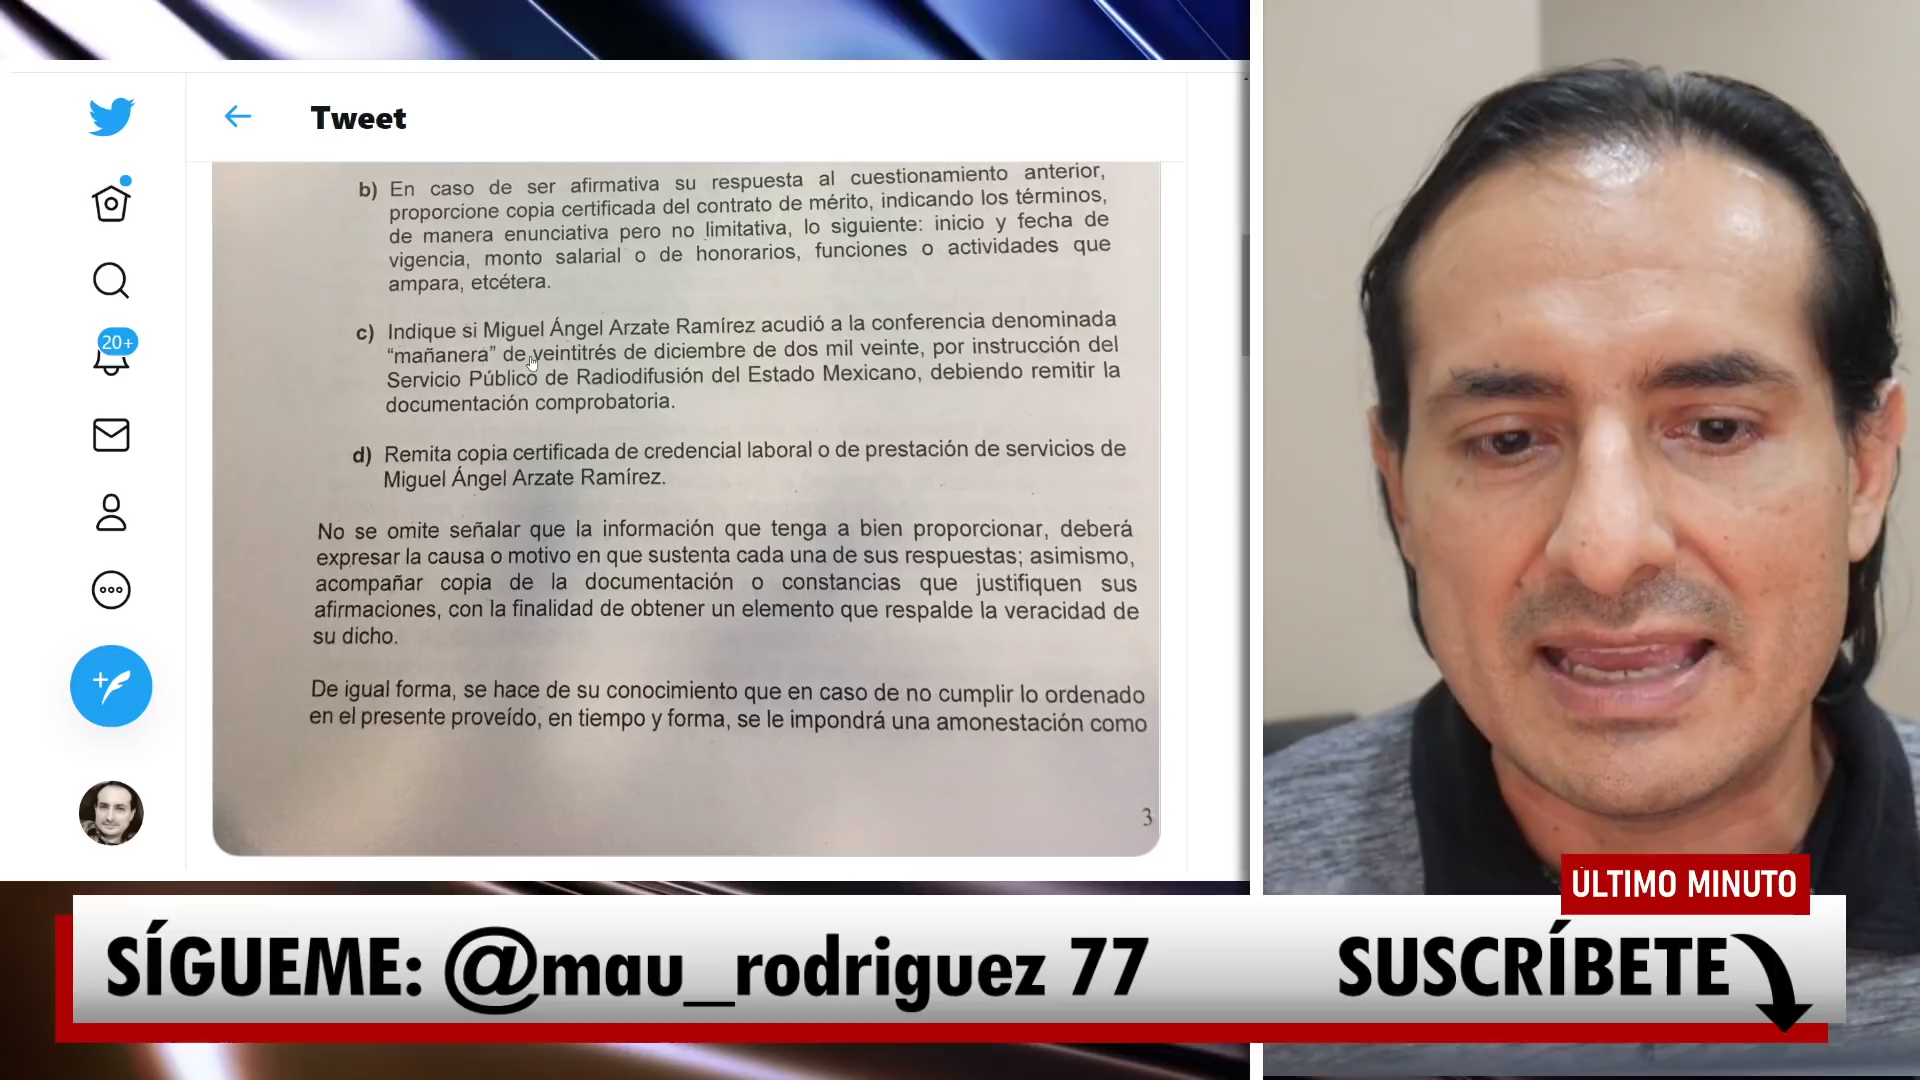 Tweet
b) En caso de ser afirmativa su respuesta al cuestionamiento anterior,
proporcione copia certificada del contrato de mérito, indicando los términos,
de manera enunciativa pero no limitativa, lo siguiente: inicio y fecha de
vigencia, monto salarial o de honorarios, funciones o actividades que
ampara, etcétera.
c) Indique si Miguel Ángel Arzate Ramírez acudió a la conferencia denominada
“mañanera” de veintitrés de diciembre de dos mil veinte, por instrucción del
Servicio Público de Radiodifusión del Estado Mexicano, debiendo remitir la
documentación comprobatoria.
d) Remita copia certificada de credencial laboral o de prestación de servicios de
Miguel Ángel Arzate Ramírez.
No se omite señalar que la información que tenga a bien proporcionar, deberá
expresar la causa o motivo en que sustenta cada una de sus respuestas; asimismo,
acompañar copia de la documentación o constancias que justifiquen sus
afirmaciones, con la finalidad de obtener un elemento que respalde la veracidad de
su dicho.
De igual forma, se hace de su conocimiento que en caso de no cumplir lo ordenado
en el presente proveído, en tiempo y forma, se le impondrá una amonestación como
3
20+
ÚLTIMO MINUTO
SÍGUEME: @mau_rodriguez 77
SUSCRÍBETE